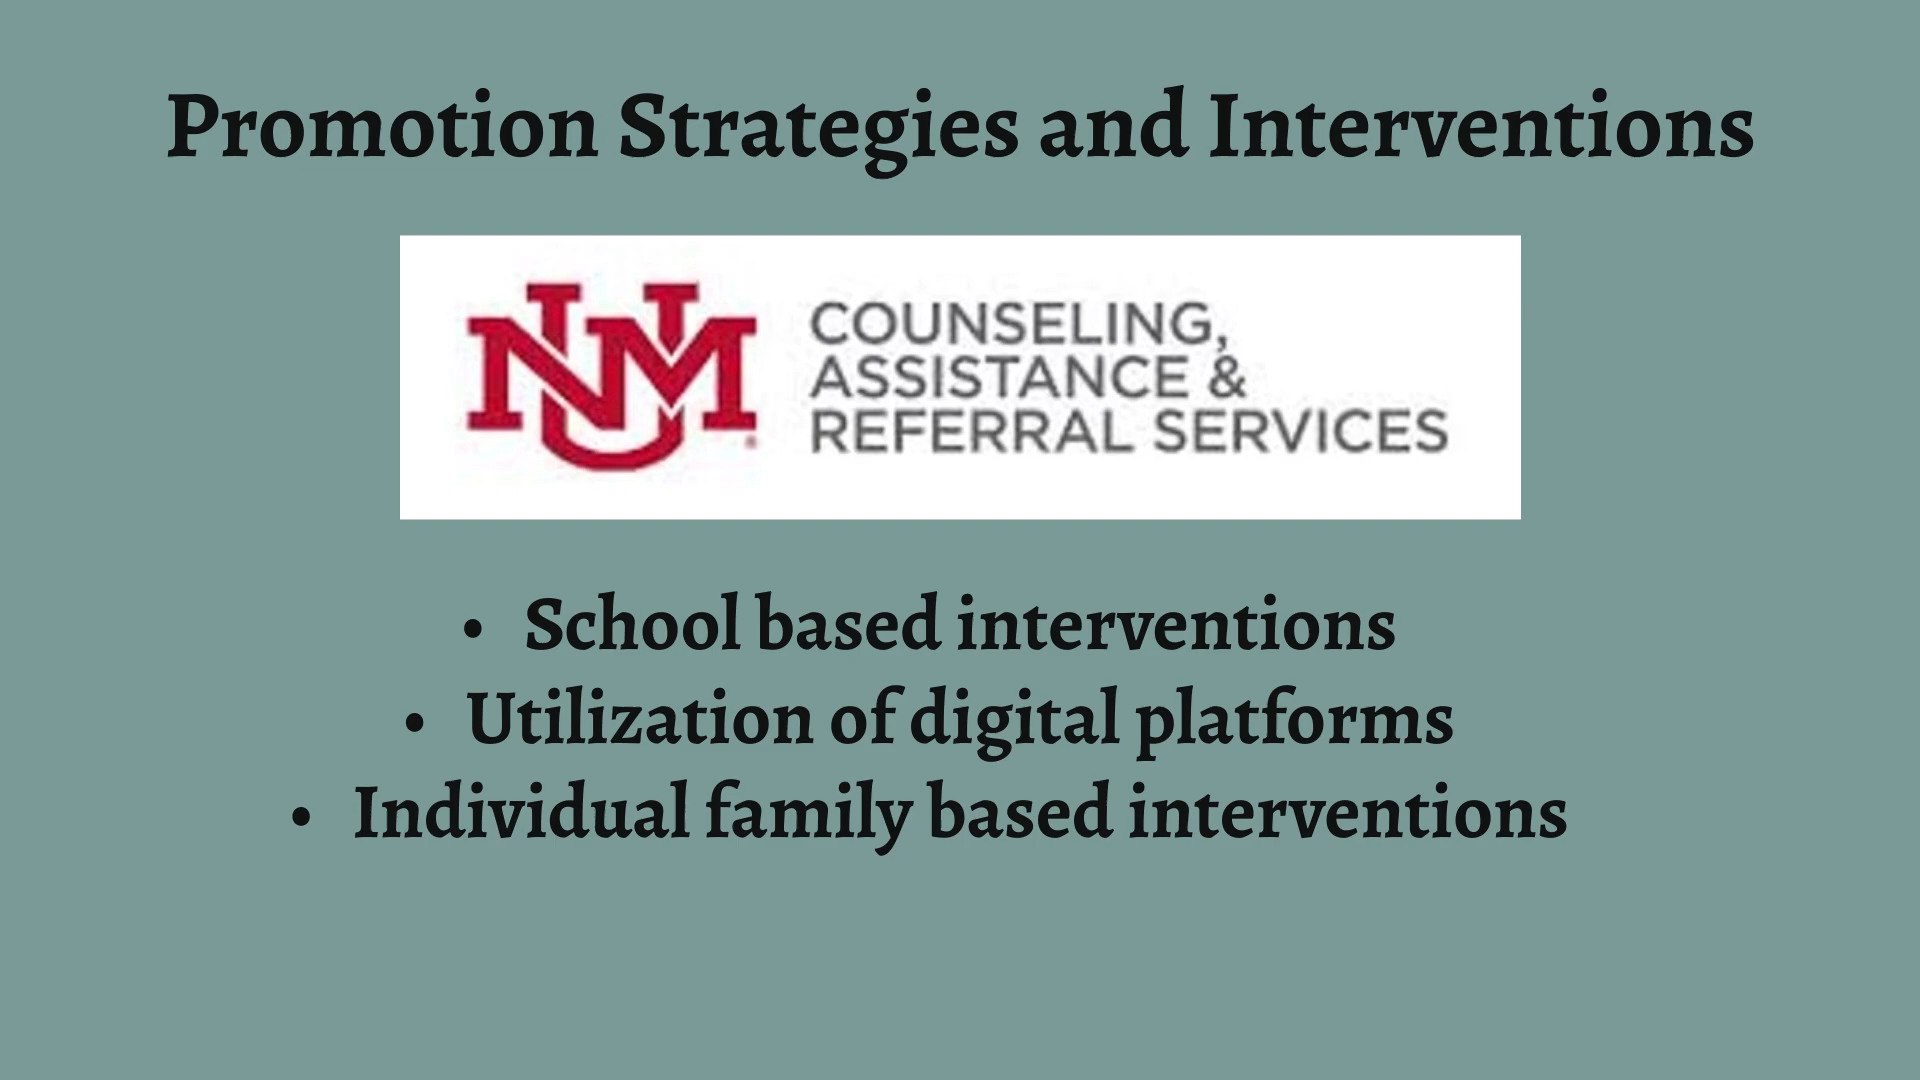 Promotion Strategies and Interventions
UNM
COUNSELING,
ASSISTANCE &
REFERRAL SERVICES
• School based interventions
• Utilization of digital platforms
• Individual family based interventions